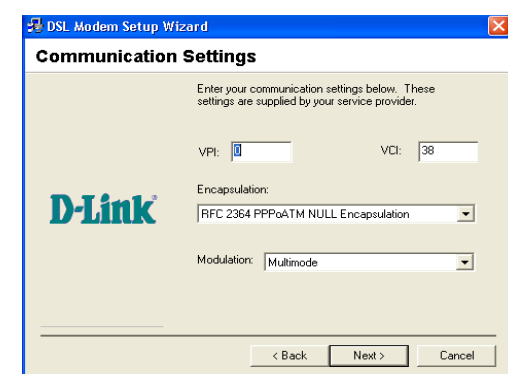 DSL Modem Setup Wizard
Communication Settings
Enter your communication settings below. These
settings are supplied by your service provider.
VPI: 0 VCI: 38
D-Link®
Encapsulation:
RFC 2364 PPPoATM NULL Encapsulation
Modulation: Multimode
< Back Next > Cancel